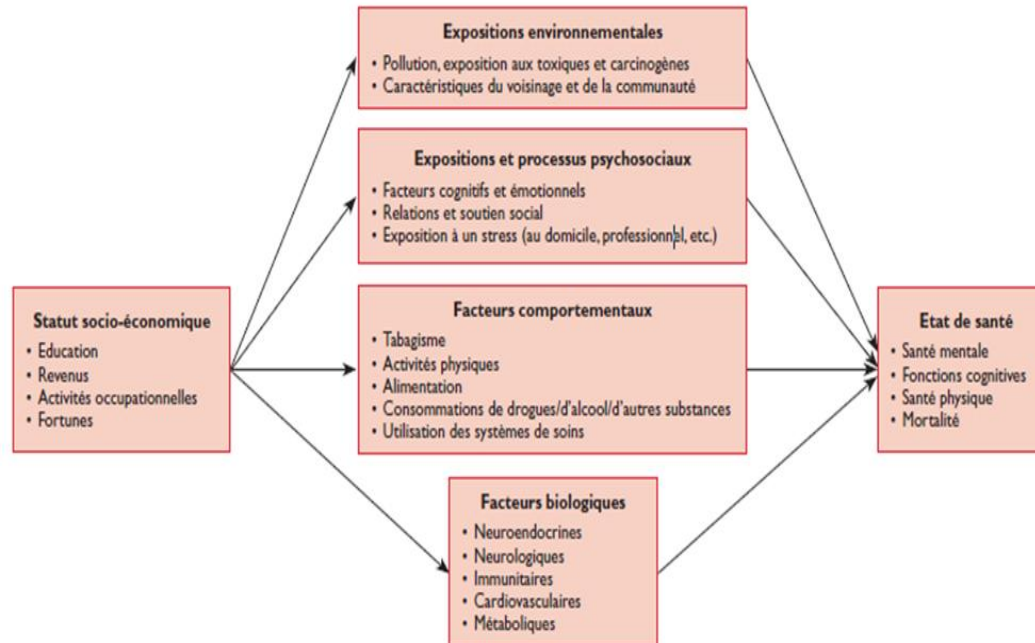 Expositions environnementales
• Pollution, exposition aux toxiques et carcinogènes
• Caractéristiques du voisinage et de la communauté
Expositions et processus psychosociaux
• Facteurs cognitifs et émotionnels
• Relations et soutien social
• Exposition à un stress (au domicile, professionnel, etc.)
Statut socio-économique
• Education
• Revenus
• Activités occupationnelles
• Fortunes
Facteurs comportementaux
• Tabagisme
• Activités physiques
• Alimentation
• Consommations de drogues/d'alcool/d'autres substances
• Utilisation des systèmes de soins
Etat de santé
• Santé mentale
• Fonctions cognitives
• Santé physique
• Mortalité
Facteurs biologiques
• Neuroendocrines
• Neurologiques
• Immunitaires
• Cardiovasculaires
• Métaboliques